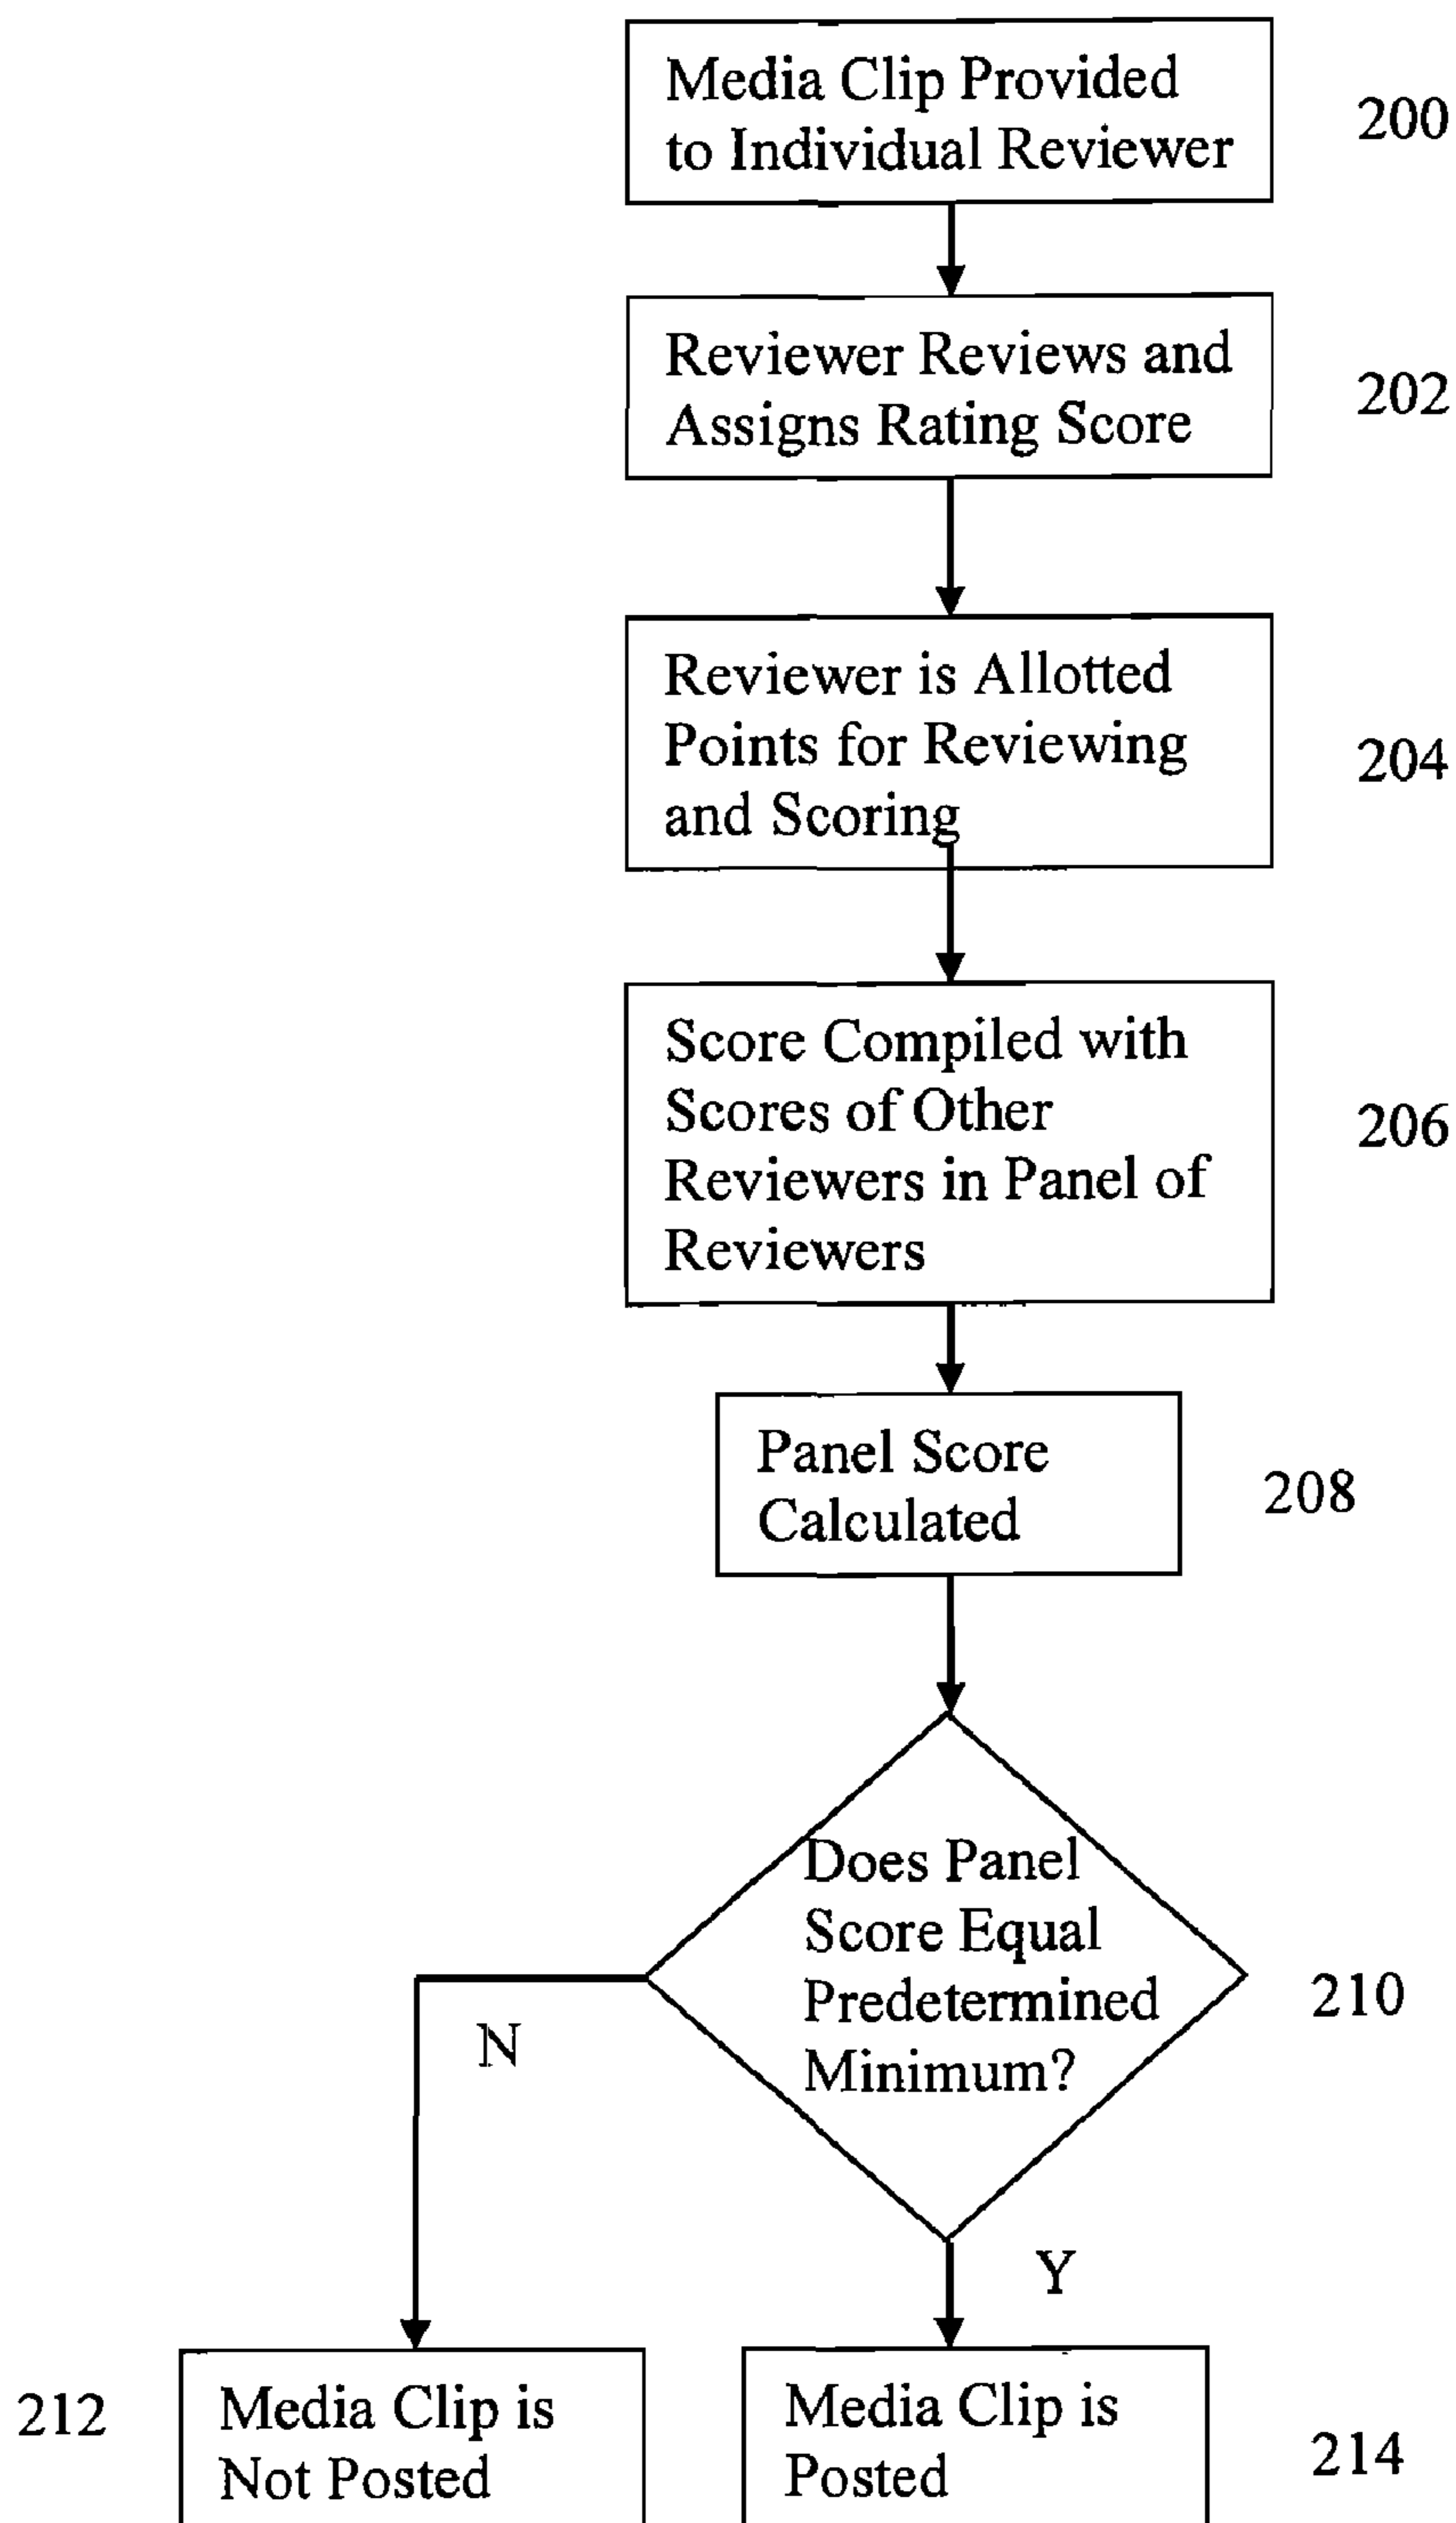 Media Clip Provided
to Individual Reviewer
200
Reviewer Reviews and
Assigns Rating Score
202
Reviewer is Allotted
Points for Reviewing
and Scoring
204
Score Compiled with
Scores of Other
Reviewers in Panel of
Reviewers
206
Panel Score
Calculated
208
Does Panel
Score Equal
Predetermined
Minimum?
210
N
Y
212
Media Clip is
Not Posted
Media Clip is
Posted
214